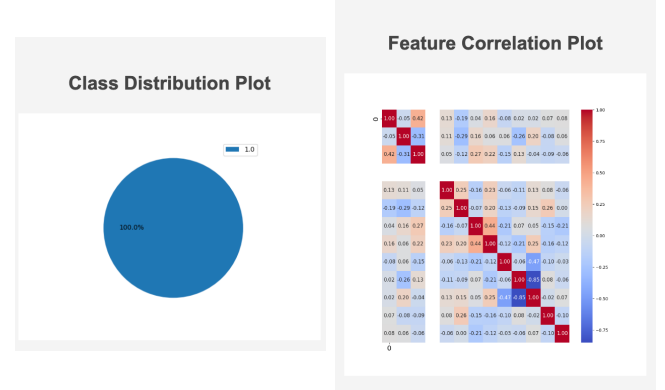 Class Distribution Plot
1.0
100.0%
Feature Correlation Plot
0
1.00 -0.05 0.42 0.13 -0.19 0.04 0.16 -0.08 0.02 0.02 0.07 0.08
-0.05 1.00 -0.31 0.11 -0.29 0.16 0.06 0.06 -0.26 0.20 -0.08 0.06
0.42 -0.31 1.00 0.05 -0.12 0.27 0.22 -0.15 0.13 -0.04 -0.09 -0.06
0.13 0.11 0.05 1.00 0.25 -0.16 0.23 -0.06 -0.11 0.13 0.08 -0.06
-0.19 -0.29 -0.12 0.25 1.00 -0.07 0.20 -0.13 -0.09 0.15 0.26 0.00
0.04 0.16 0.27 -0.16 -0.07 1.00 0.44 -0.21 0.07 0.05 -0.15 -0.21
0.16 0.06 0.22 0.23 0.20 0.44 1.00 -0.12 -0.21 0.25 -0.16 -0.12
-0.08 0.06 -0.15 -0.06 -0.13 -0.21 -0.12 1.00 -0.06 -0.47 -0.10 -0.03
0.02 -0.26 0.13 -0.11 -0.09 0.07 -0.21 -0.06 1.00 -0.85 0.08 -0.06
0.02 0.20 -0.04 0.13 0.15 0.05 0.25 -0.47 -0.85 1.00 -0.02 0.07
0.07 -0.08 -0.09 0.08 0.26 -0.15 -0.16 -0.10 0.08 -0.02 1.00 -0.10
0.08 0.06 -0.06 -0.06 0.00 -0.21 -0.12 -0.03 -0.06 0.07 -0.10 1.00
0
1.00
0.75
0.50
0.25
0.00
-0.25
-0.50
-0.75